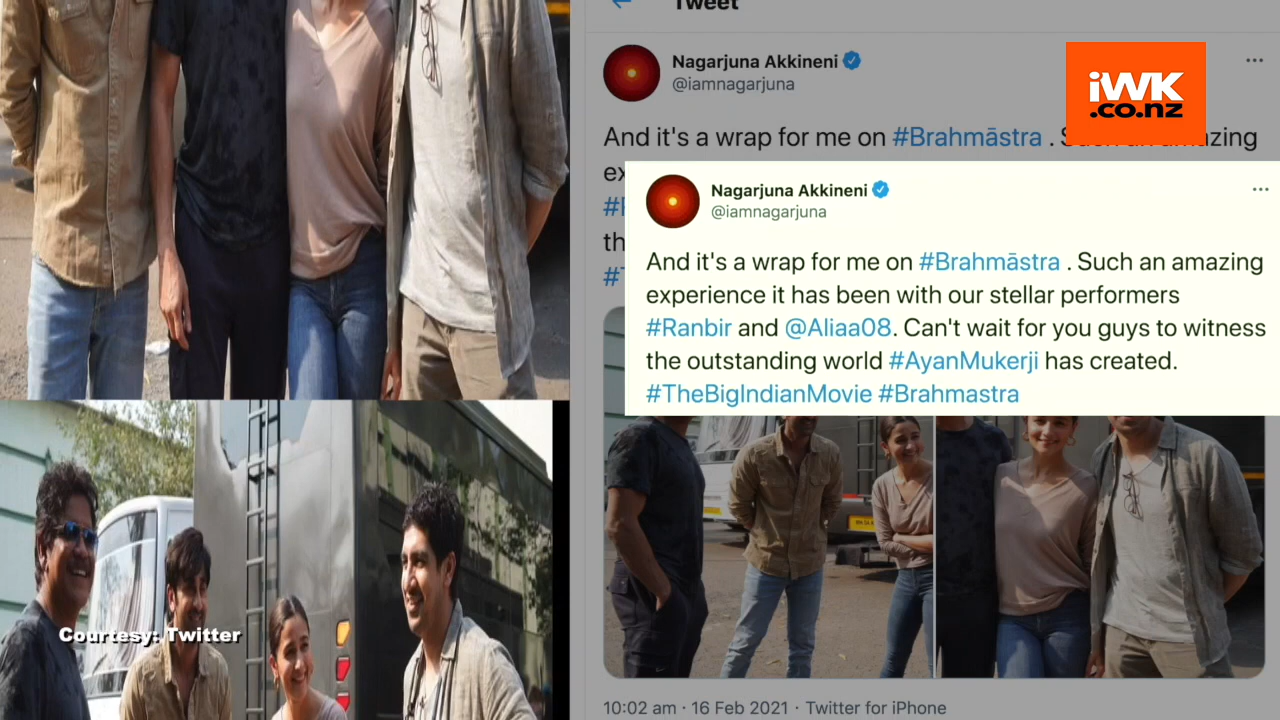 Tweet
Nagarjuna Akkineni
@iamnagarjuna
And it's a wrap for me on #Brahmāstra . Such an amazing
iWK
.co.nz
Nagarjuna Akkineni
@iamnagarjuna
And it's a wrap for me on #Brahmāstra . Such an amazing
experience it has been with our stellar performers
#Ranbir and @Aliaa08. Can't wait for you guys to witness
the outstanding world #AyanMukerji has created.
#TheBigIndianMovie #Brahmastra
Courtesy: Twitter
10:02 am · 16 Feb 2021 · Twitter for iPhone